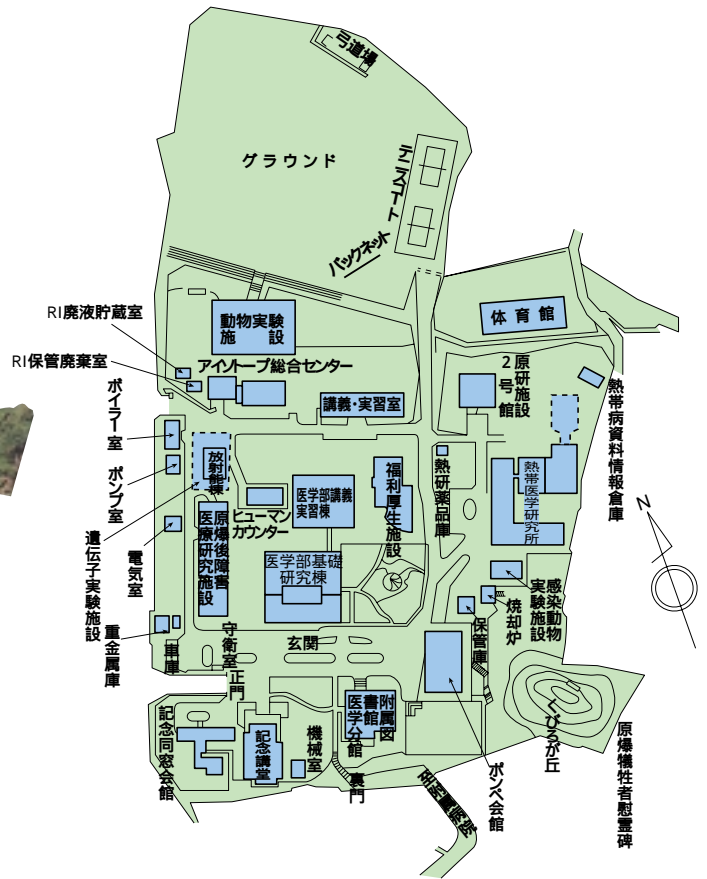 弓道場
グラウンド
テニスコート
バックネット
体育館
動物実験
施設
RI廃液貯蔵室
RI保管廃棄室
アイソトープ総合センター
講義・実習室
原研施設
2号館
熱帯病資料情報倉庫
ボイラー室
ポンプ室
放射能棟
医学部講義
実習棟
福利厚生施設
熱研薬品庫
熱帯医学研究所
N
遺伝子実験施設
電気室
原爆後障害
医療研究施設
ヒューマン
カウンター
医学部基礎
研究棟
感染動物
実験施設
焼却炉
保管庫
重金属庫
車庫
守衛室
正門
玄関
くびろが丘
原爆犠牲者慰霊碑
記念同窓会館
記念講堂
機械室
附属図
書館
医学分館
裏門
ポンペ会館
至附属病院